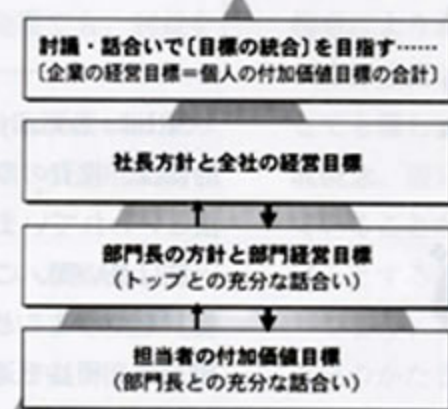 討議・話合いで〔目標の統合〕を目指す……
〔企業の経営目標＝個人の付加価値目標の合計〕
社長方針と全社の経営目標
部門長の方針と部門経営目標
(トップとの充分な話合い)
担当者の付加価値目標
(部門長との充分な話合い)